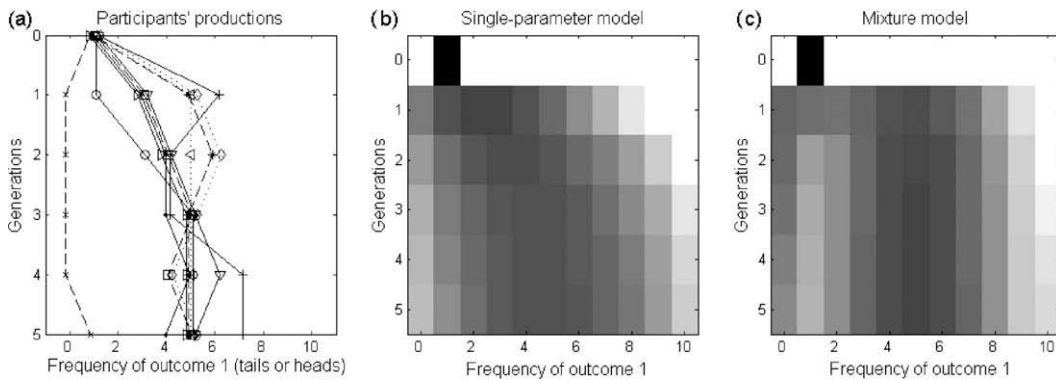 (a) Participants' productions
0
1
2
3
4
5
Generations
0 2 4 6 8 10
Frequency of outcome 1 (tails or heads)
(b) Single-parameter model
0
1
2
3
4
5
Generations
0 2 4 6 8 10
Frequency of outcome 1
(c) Mixture model
0
1
2
3
4
5
Generations
0 2 4 6 8 10
Frequency of outcome 1